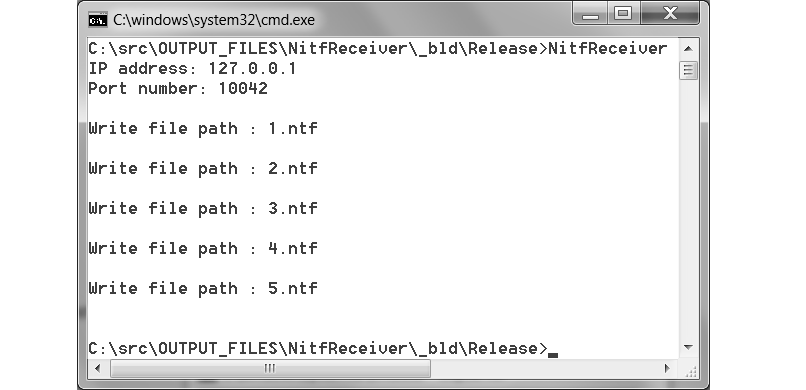 C:\windows\system32\cmd.exe
C:\src\OUTPUT_FILES\NitfReceiver\_bld\Release>NitfReceiver
IP address: 127.0.0.1
Port number: 10042
Write file path : 1.ntf
Write file path : 2.ntf
Write file path : 3.ntf
Write file path : 4.ntf
Write file path : 5.ntf
C:\src\OUTPUT_FILES\NitfReceiver\_bld\Release>_